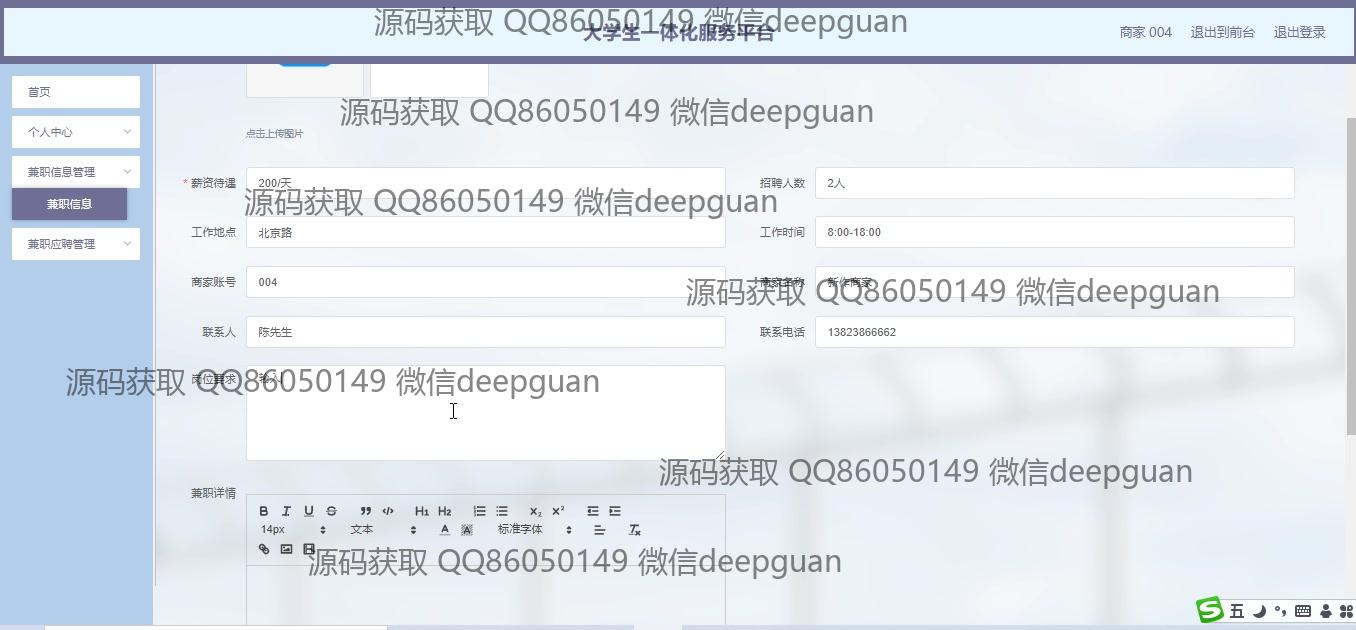 源码获取 QQ86050149 微信deepguan
大学生一体化服务平台
商家 004 退出到前台 退出登录
首页
个人中心
兼职信息管理
兼职信息
兼职应聘管理
源码获取 QQ86050149 微信deepguan
点击上传图片
* 薪资待遇 200/天 招聘人数 2人
源码获取 QQ86050149 微信deepguan
工作地点 北京路 工作时间 8:00-18:00
商家账号 004 商家名称 新作商家
源码获取 QQ86050149 微信deepguan
联系人 陈先生 联系电话 13823866662
岗位要求 输入
源码获取 QQ86050149 微信deepguan
源码获取 QQ86050149 微信deepguan
兼职详情
B I U S ” </> H1 H2 x₂ x²
14px 文本 A A 标准字体 Tx
源码获取 QQ86050149 微信deepguan
S 五